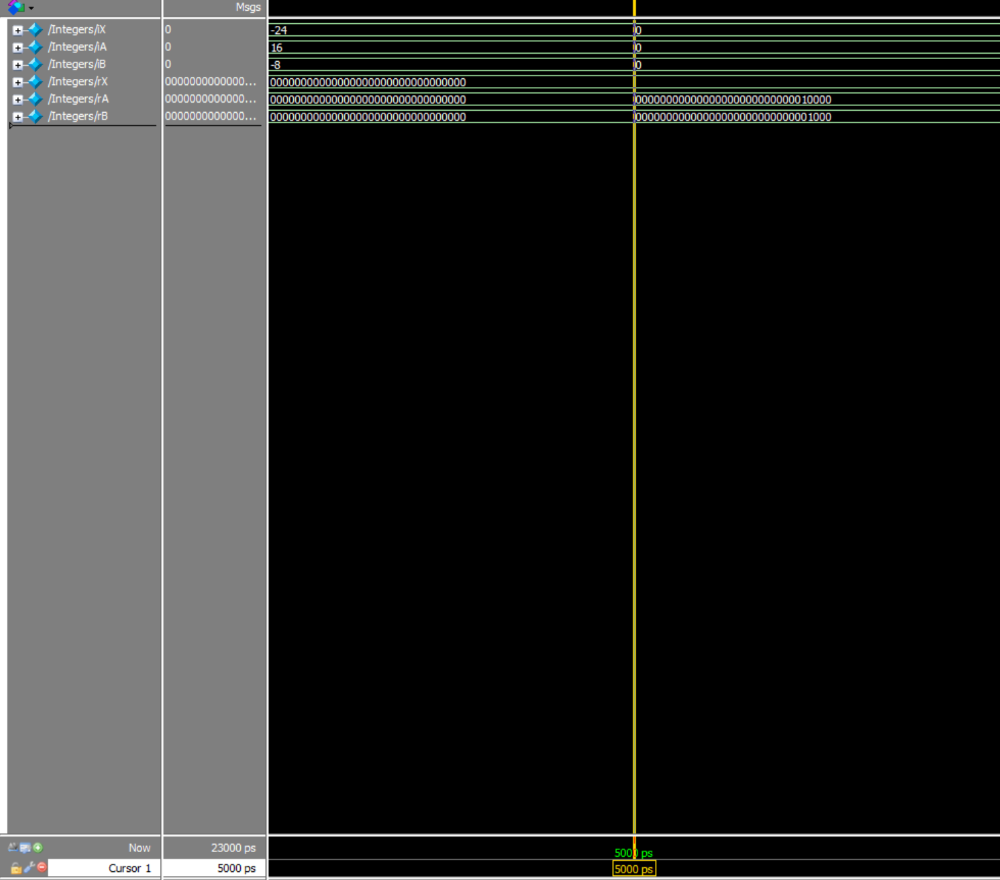 Msgs
/Integers/iX 0 -24 0
/Integers/iA 0 16 0
/Integers/iB 0 -8 0
/Integers/rX 0000000000000... 00000000000000000000000000000000
/Integers/rA 0000000000000... 00000000000000000000000000000000 00000000000000000000000000010000
/Integers/rB 0000000000000... 00000000000000000000000000000000 00000000000000000000000000001000
Now 23000 ps 5000 ps
Cursor 1 5000 ps 5000 ps